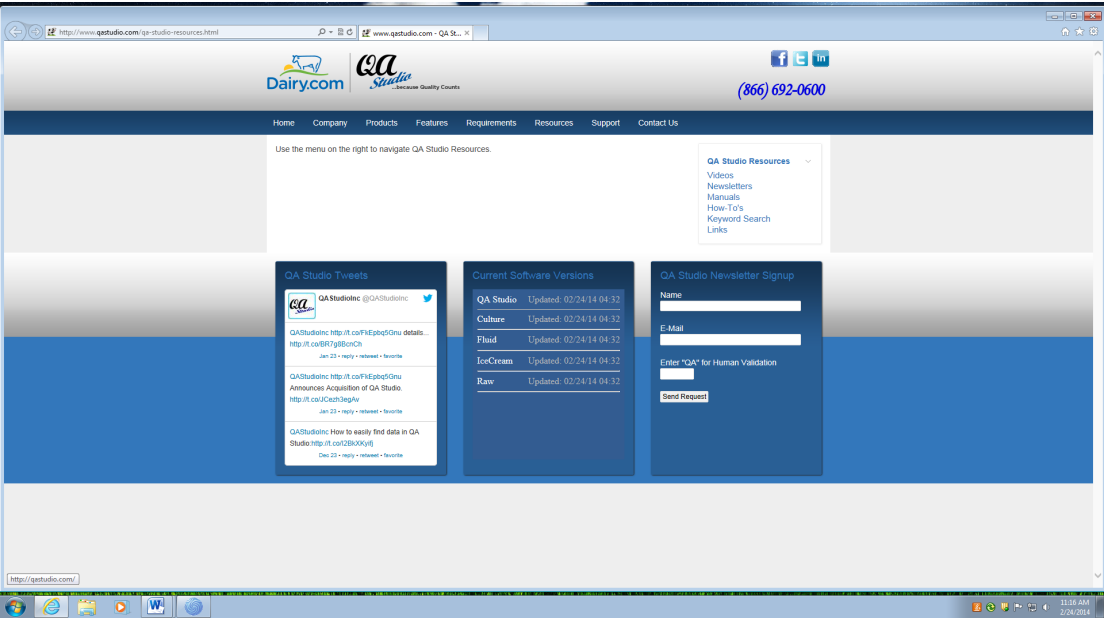 http://www.qastudio.com/qa-studio-resources.html
www.qastudio.com - QA St...
Dairy.com
QA Studio
...because Quality Counts
(866) 692-0600
Home Company Products Features Requirements Resources Support Contact Us
Use the menu on the right to navigate QA Studio Resources.
QA Studio Resources
Videos
Newsletters
Manuals
How-To's
Keyword Search
Links
QA Studio Tweets
QAStudioInc @QAStudioInc
QAStudioInc http://t.co/FkEpbq5Gnu details...
http://t.co/BR7g8BcnCh
Jan 23 • reply • retweet • favorite
QAStudioInc http://t.co/FkEpbq5Gnu
Announces Acquisition of QA Studio.
http://t.co/JCezh3egAv
Jan 23 • reply • retweet • favorite
QAStudioInc How to easily find data in QA
Dec 23 • reply • retweet • favorite
Current Software Versions
QA Studio Updated: 02/24/14 04:32
Culture Updated: 02/24/14 04:32
Fluid Updated: 02/24/14 04:32
IceCream Updated: 02/24/14 04:32
Raw Updated: 02/24/14 04:32
QA Studio Newsletter Signup
Name
E-Mail
Enter "QA" for Human Validation
Send Request
http://qastudio.com/
11:16 AM
2/24/2014